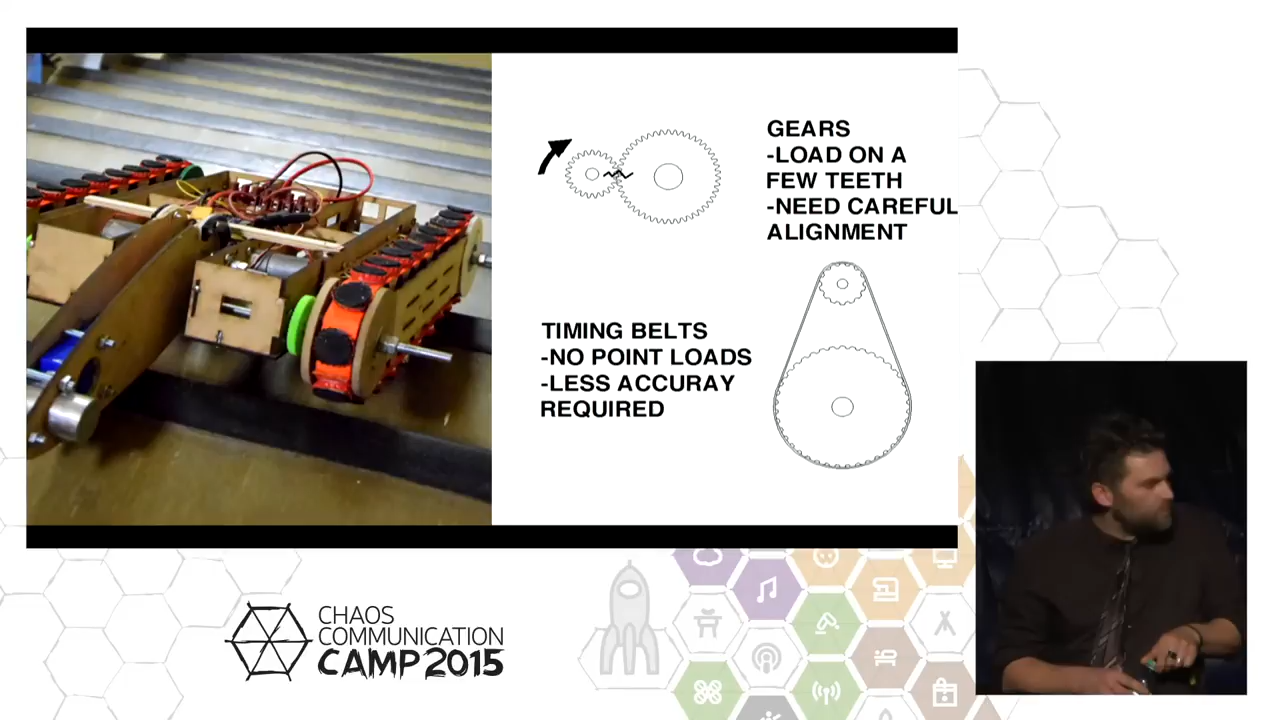 GEARS
-LOAD ON A
FEW TEETH
-NEED CAREFUL
ALIGNMENT
TIMING BELTS
-NO POINT LOADS
-LESS ACCURAY
REQUIRED
CHAOS
COMMUNICATION
CAMP 2015